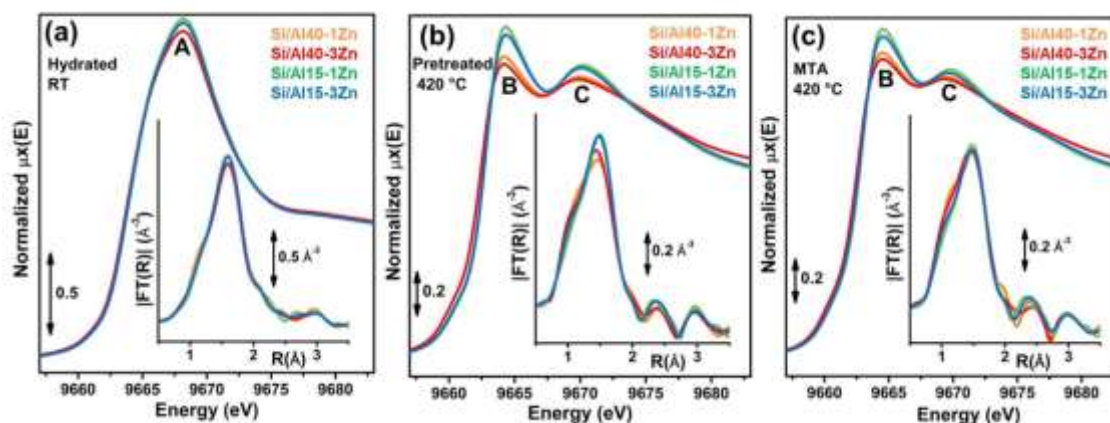 (a)
Hydrated
RT
A
Si/Al40-1Zn
Si/Al40-3Zn
Si/Al15-1Zn
Si/Al15-3Zn
Normalized μx(E)
0.5
|FT(R)| (Å⁻³)
0.5 Å⁻³
1 2 3
R(Å)
9660 9665 9670 9675 9680
Energy (eV)
(b)
Pretreated
420 °C
B
C
Si/Al40-1Zn
Si/Al40-3Zn
Si/Al15-1Zn
Si/Al15-3Zn
Normalized μx(E)
0.2
|FT(R)| (Å⁻³)
0.2 Å⁻³
1 2 3
R(Å)
9660 9665 9670 9675 9680
Energy (eV)
(c)
MTA
420 °C
B
C
Si/Al40-1Zn
Si/Al40-3Zn
Si/Al15-1Zn
Si/Al15-3Zn
Normalized μx(E)
0.2
|FT(R)| (Å⁻³)
0.2 Å⁻³
1 2 3
R(Å)
9660 9665 9670 9675 9680
Energy (eV)